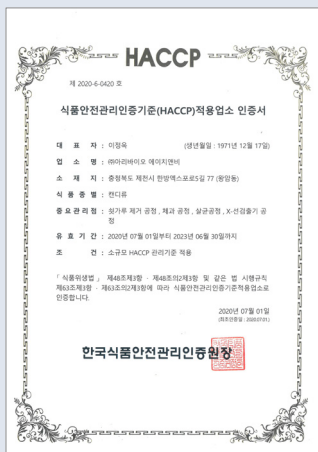 HACCP
제 2020-6-0420 호
식품안전관리인증기준(HACCP)적용업소 인증서
대 표 자 : 이정욱 (생년월일 : 1971년 12월 17일)
업 소 명 : ㈜아리바이오 에이치앤비
소 재 지 : 충청북도 제천시 한방엑스포로5길 77 (왕암동)
식 품 종 별 : 캔디류
중요관리점 : 쇳가루 제거 공정, 체과 공정, 살균공정, X-선검출기 공
정
유 효 기 간 : 2020년 07월 01일부터 2023년 06월 30일까지
조 건 : 소규모 HACCP 관리기준 적용
「식품위생법」 제48조제3항ㆍ제48조의2제3항 및 같은 법 시행규칙
제63조제3항ㆍ제63조의2제3항에 따라 식품안전관리인증기준적용업소로
인증합니다.
2020년 07월 01일
(최초인증일 : 20200701)
한국식품안전관리인증원장